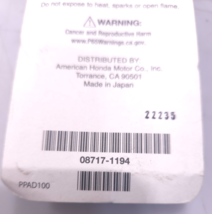 Do not expose to heat, sparks or open flame.
⚠ WARNING:
Cancer and Reproductive Harm
www.P65Warnings.ca.gov.
DISTRIBUTED BY
American Honda Motor Co., Inc.
Torrance, CA 90501
Made in Japan
22235
08717-1194
PPAD100